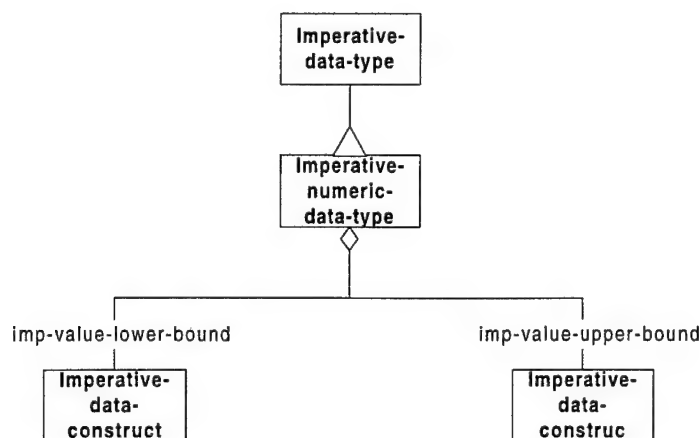 Imperative-
data-type
Imperative-
numeric-
data-type
imp-value-lower-bound
imp-value-upper-bound
Imperative-
data-
construct
Imperative-
data-
construc